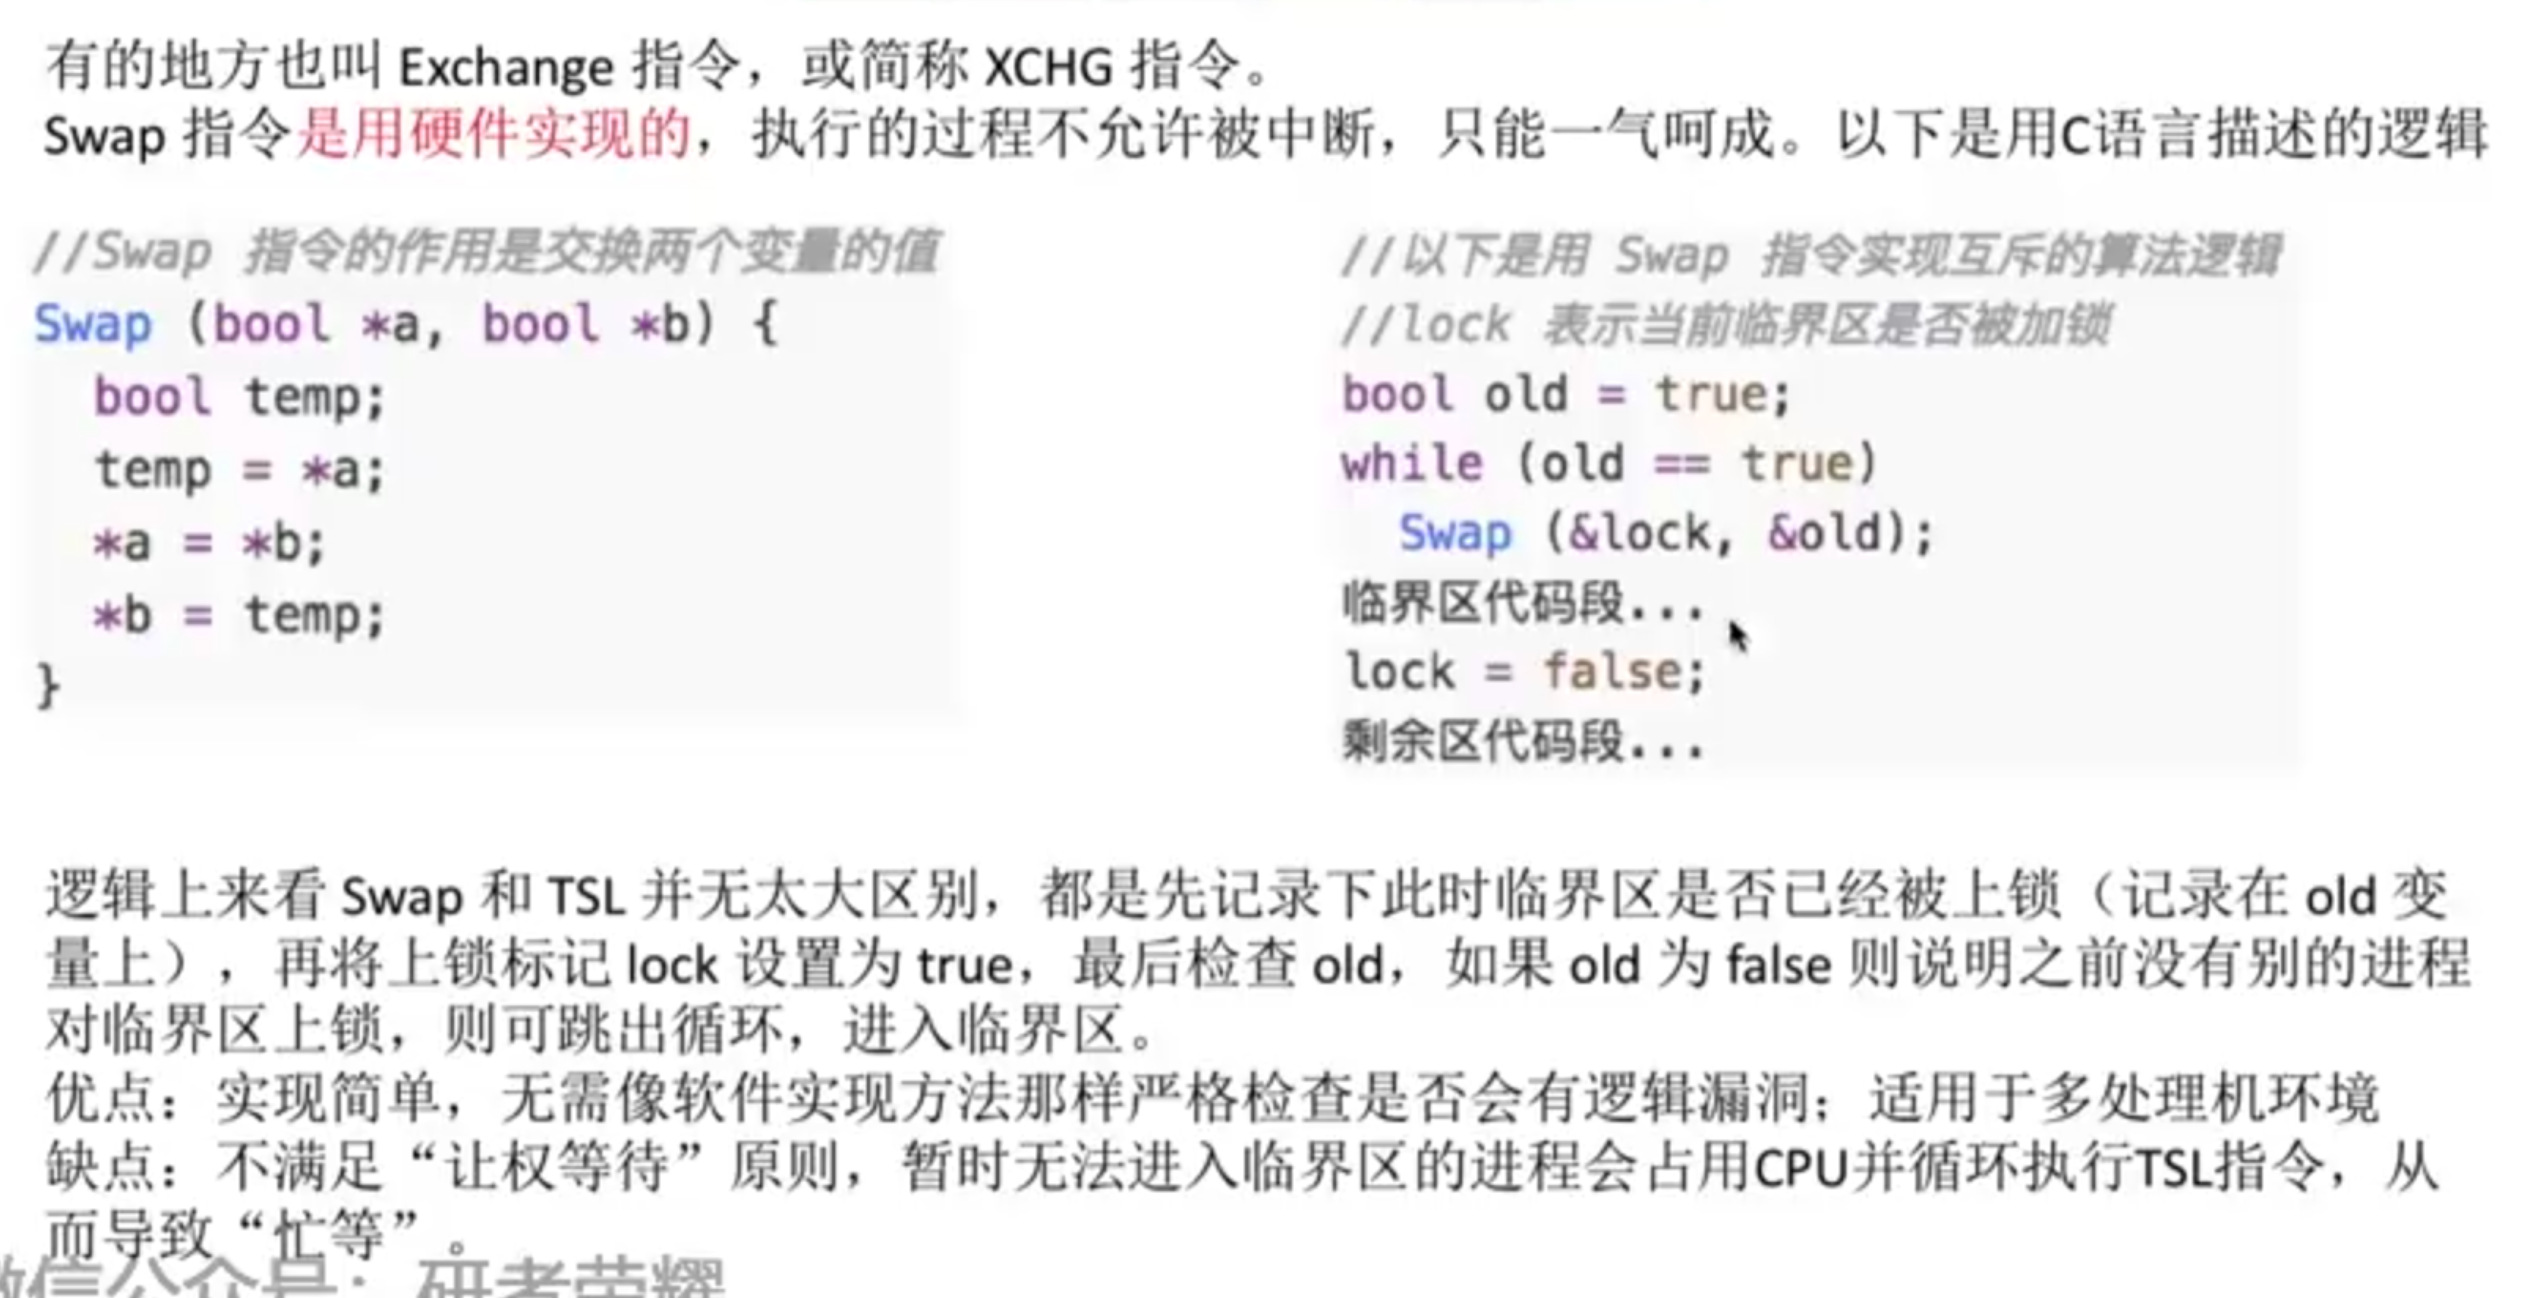 有的地方也叫 Exchange 指令，或简称 XCHG 指令。
Swap 指令是用硬件实现的，执行的过程不允许被中断，只能一气呵成。以下是用C语言描述的逻辑
//Swap 指令的作用是交换两个变量的值
Swap (bool *a, bool *b) {
  bool temp;
  temp = *a;
  *a = *b;
  *b = temp;
}
//以下是用 Swap 指令实现互斥的算法逻辑
//lock 表示当前临界区是否被加锁
bool old = true;
while (old == true)
  Swap (&lock, &old);
临界区代码段...
lock = false;
剩余区代码段...
逻辑上来看 Swap 和 TSL 并无太大区别，都是先记录下此时临界区是否已经被上锁（记录在 old 变
量上），再将上锁标记 lock 设置为 true，最后检查 old，如果 old 为 false 则说明之前没有别的进程
对临界区上锁，则可跳出循环，进入临界区。
优点：实现简单，无需像软件实现方法那样严格检查是否会有逻辑漏洞；适用于多处理机环境
缺点：不满足“让权等待”原则，暂时无法进入临界区的进程会占用CPU并循环执行TSL指令，从
而导致“忙等”。
微信公众号：研考荣耀